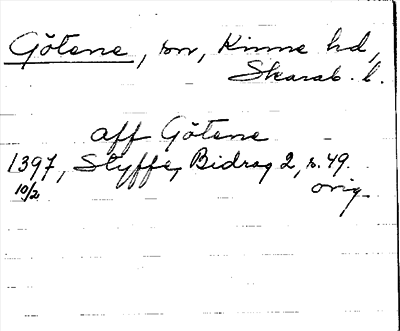 Götene, sn, Kinne hd,
Skarab. l.
aff Götene
1397, Styffe, Bidrag 2, s. 49.
10/2 orig.